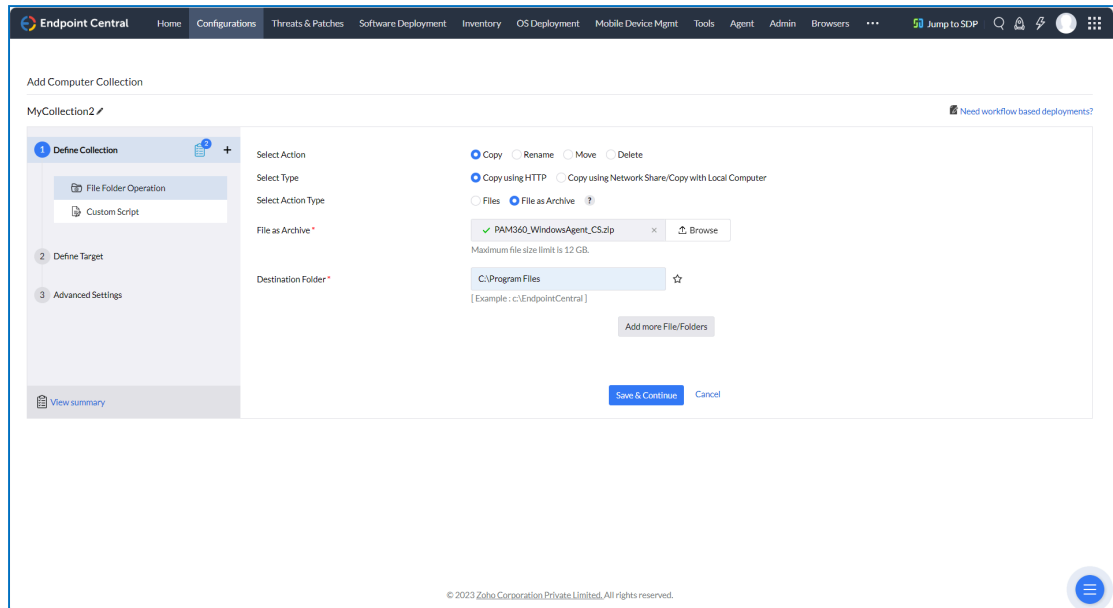 Endpoint Central Home Configurations Threats & Patches Software Deployment Inventory OS Deployment Mobile Device Mgmt Tools Agent Admin Browsers ••• Jump to SDP
Add Computer Collection
MyCollection2
Need workflow based deployments?
1 Define Collection 2 +
File Folder Operation
Custom Script
2 Define Target
3 Advanced Settings
View summary
Select Action Copy Rename Move Delete
Select Type Copy using HTTP Copy using Network Share/Copy with Local Computer
Select Action Type Files File as Archive ?
File as Archive * PAM360_WindowsAgent_CS.zip × Browse
Maximum file size limit is 12 GB.
Destination Folder * C:\Program Files
[ Example : c:\EndpointCentral ]
Add more File/Folders
Save & Continue Cancel
© 2023 Zoho Corporation Private Limited. All rights reserved.